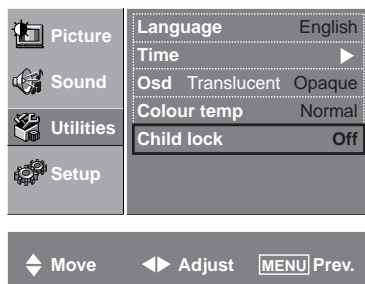 Picture
Sound
Utilities
Setup
Language English
Time
Osd Translucent Opaque
Colour temp Normal
Child lock Off
Move Adjust MENU Prev.